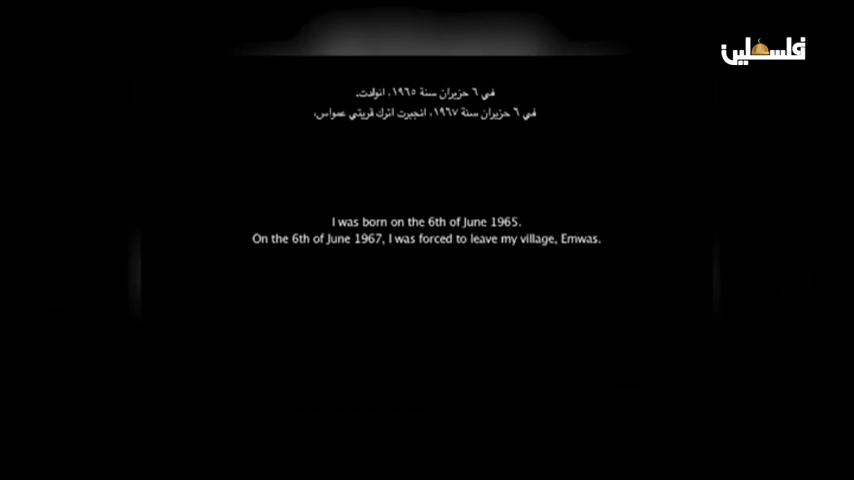 فلسطين
في ٦ حزيران سنة ١٩٦٥، انولدت.
في ٦ حزيران سنة ١٩٦٧، انجبرت اترك قريتي عمواس.
I was born on the 6th of June 1965.
On the 6th of June 1967, I was forced to leave my village, Emwas.